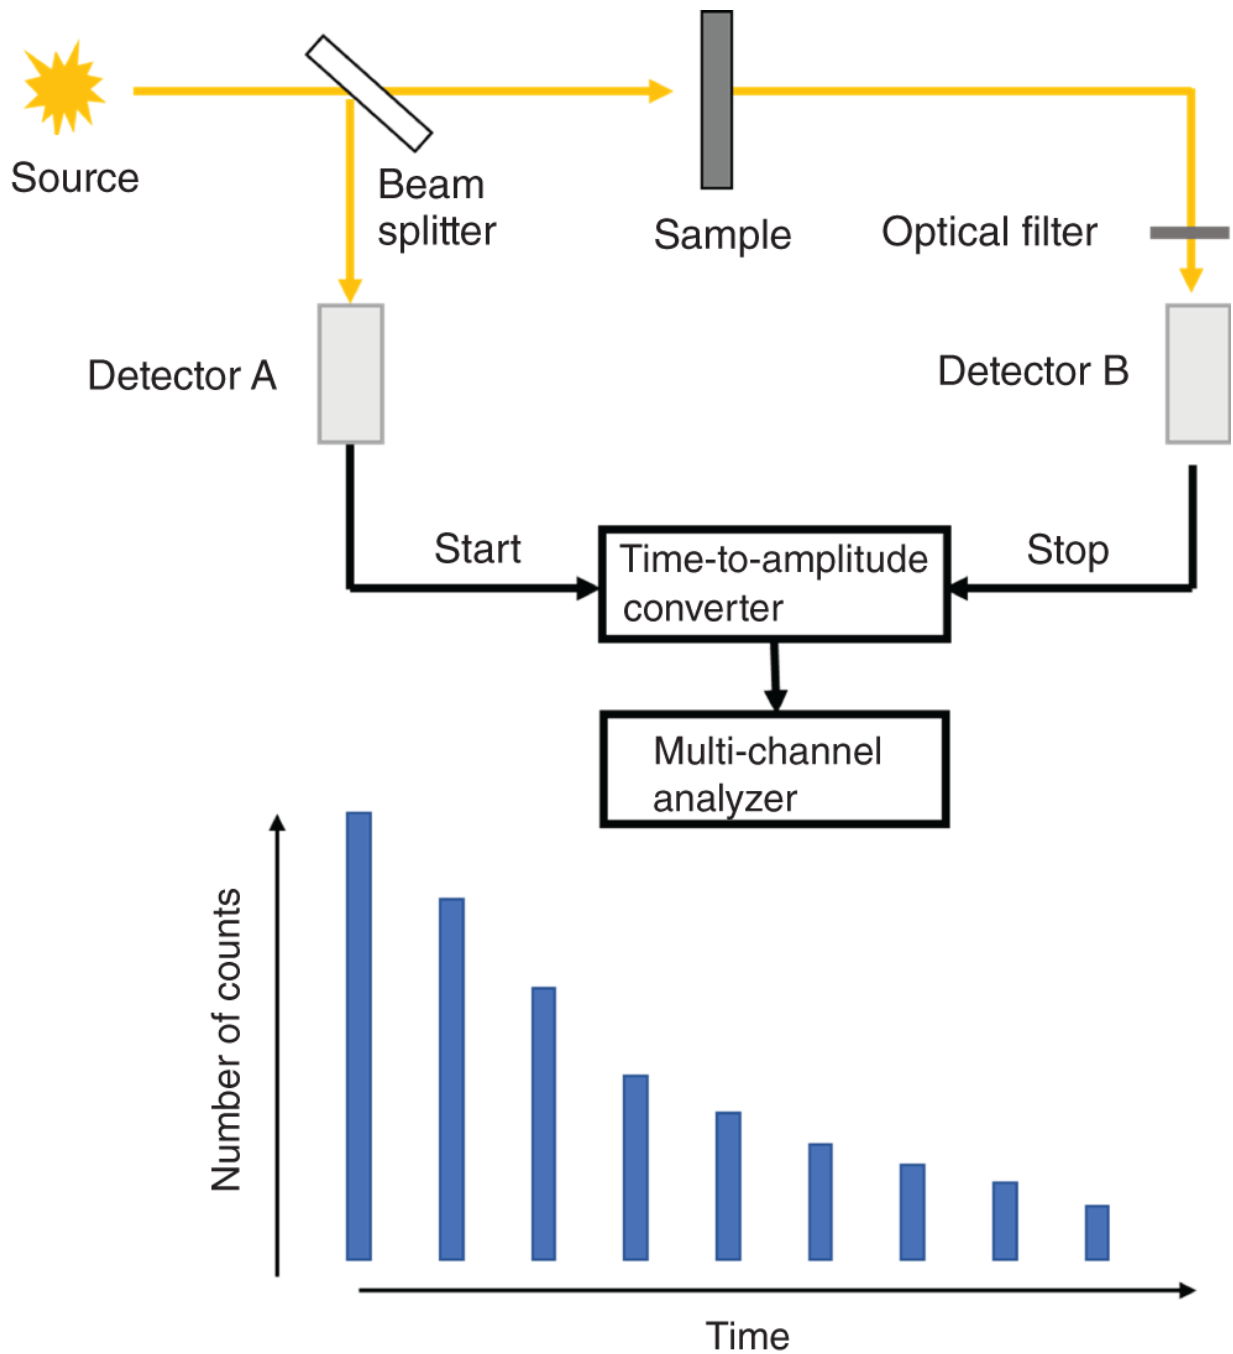 Source
Beam
splitter
Sample
Optical filter
Detector A
Detector B
Start
Time-to-amplitude
converter
Stop
Multi-channel
analyzer
Number of counts
Time